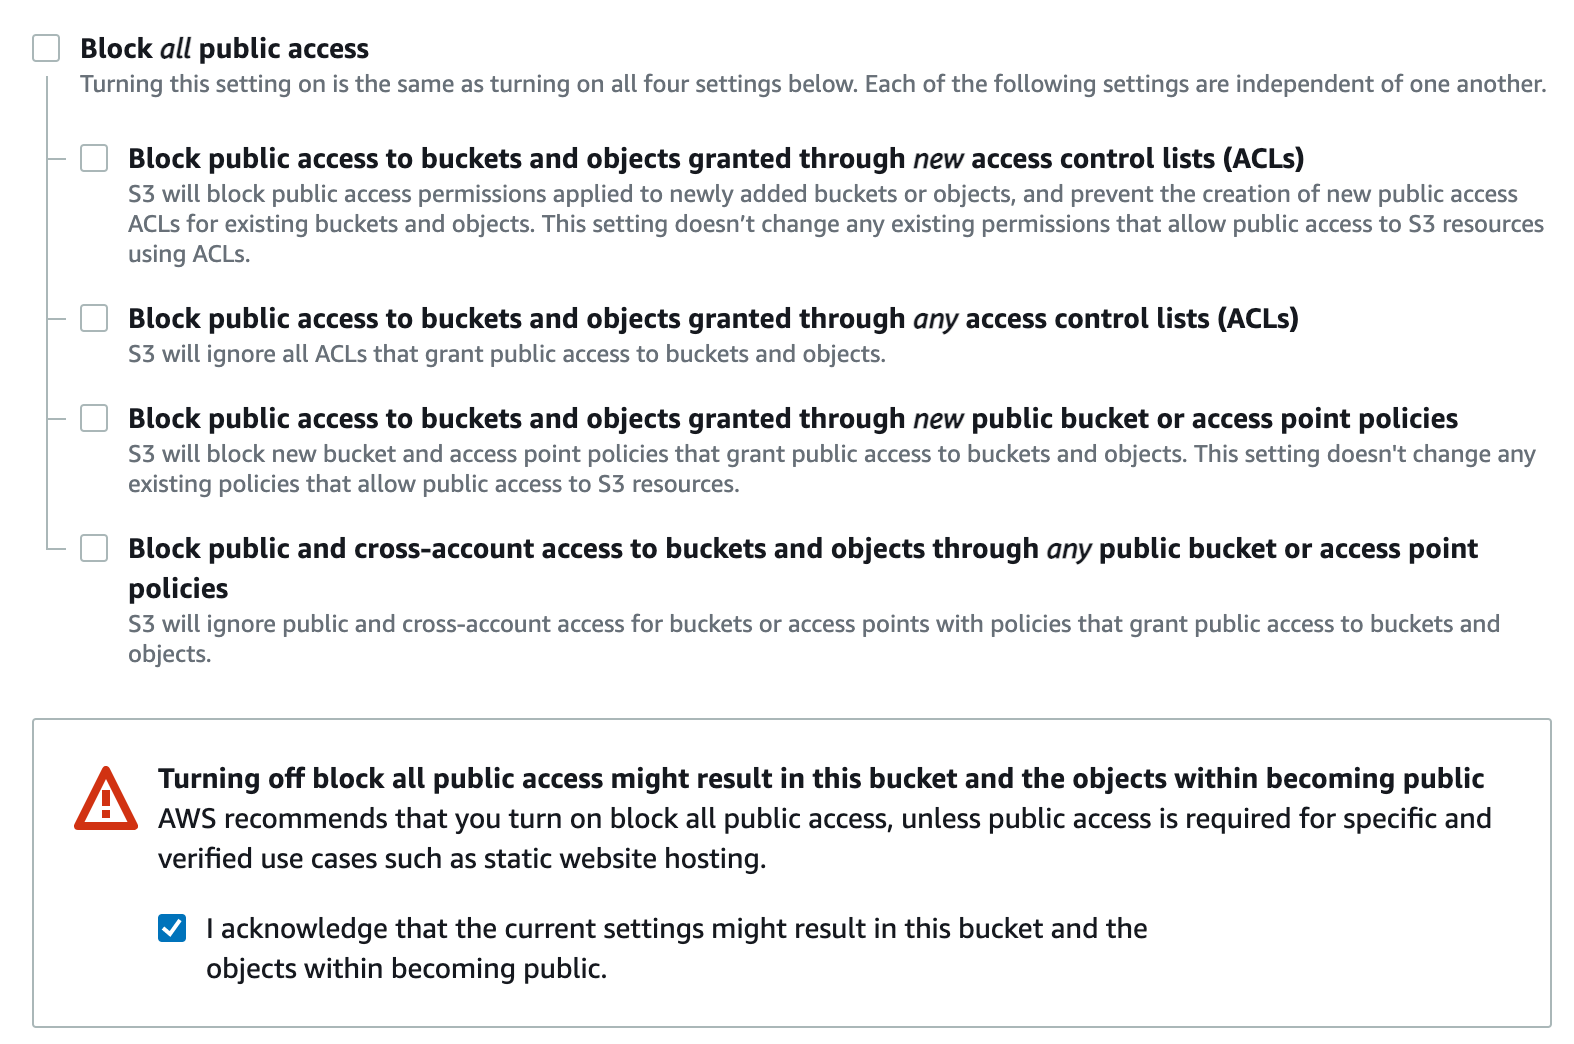 Block all public access
Turning this setting on is the same as turning on all four settings below. Each of the following settings are independent of one another.
Block public access to buckets and objects granted through new access control lists (ACLs)
S3 will block public access permissions applied to newly added buckets or objects, and prevent the creation of new public access
ACLs for existing buckets and objects. This setting doesn’t change any existing permissions that allow public access to S3 resources
using ACLs.
Block public access to buckets and objects granted through any access control lists (ACLs)
S3 will ignore all ACLs that grant public access to buckets and objects.
Block public access to buckets and objects granted through new public bucket or access point policies
S3 will block new bucket and access point policies that grant public access to buckets and objects. This setting doesn't change any
existing policies that allow public access to S3 resources.
Block public and cross-account access to buckets and objects through any public bucket or access point
policies
S3 will ignore public and cross-account access for buckets or access points with policies that grant public access to buckets and
objects.
Turning off block all public access might result in this bucket and the objects within becoming public
AWS recommends that you turn on block all public access, unless public access is required for specific and
verified use cases such as static website hosting.
I acknowledge that the current settings might result in this bucket and the
objects within becoming public.